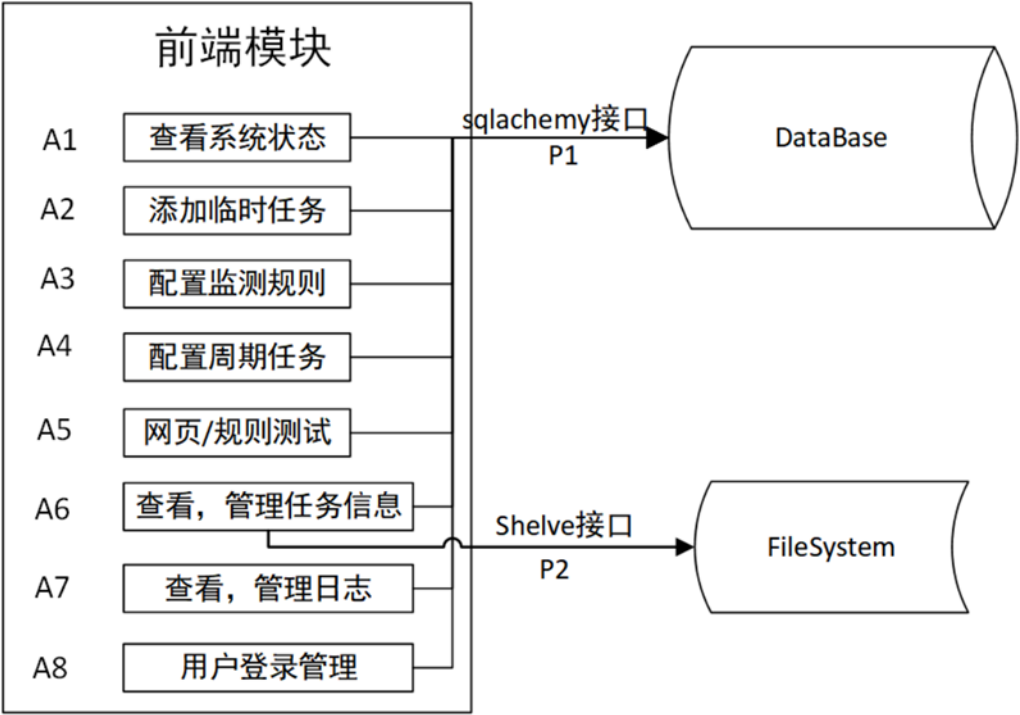 前端模块
A1 查看系统状态
sqlachemy接口
P1
DataBase
A2 添加临时任务
A3 配置监测规则
A4 配置周期任务
A5 网页/规则测试
A6 查看，管理任务信息
Shelve接口
P2
FileSystem
A7 查看，管理日志
A8 用户登录管理